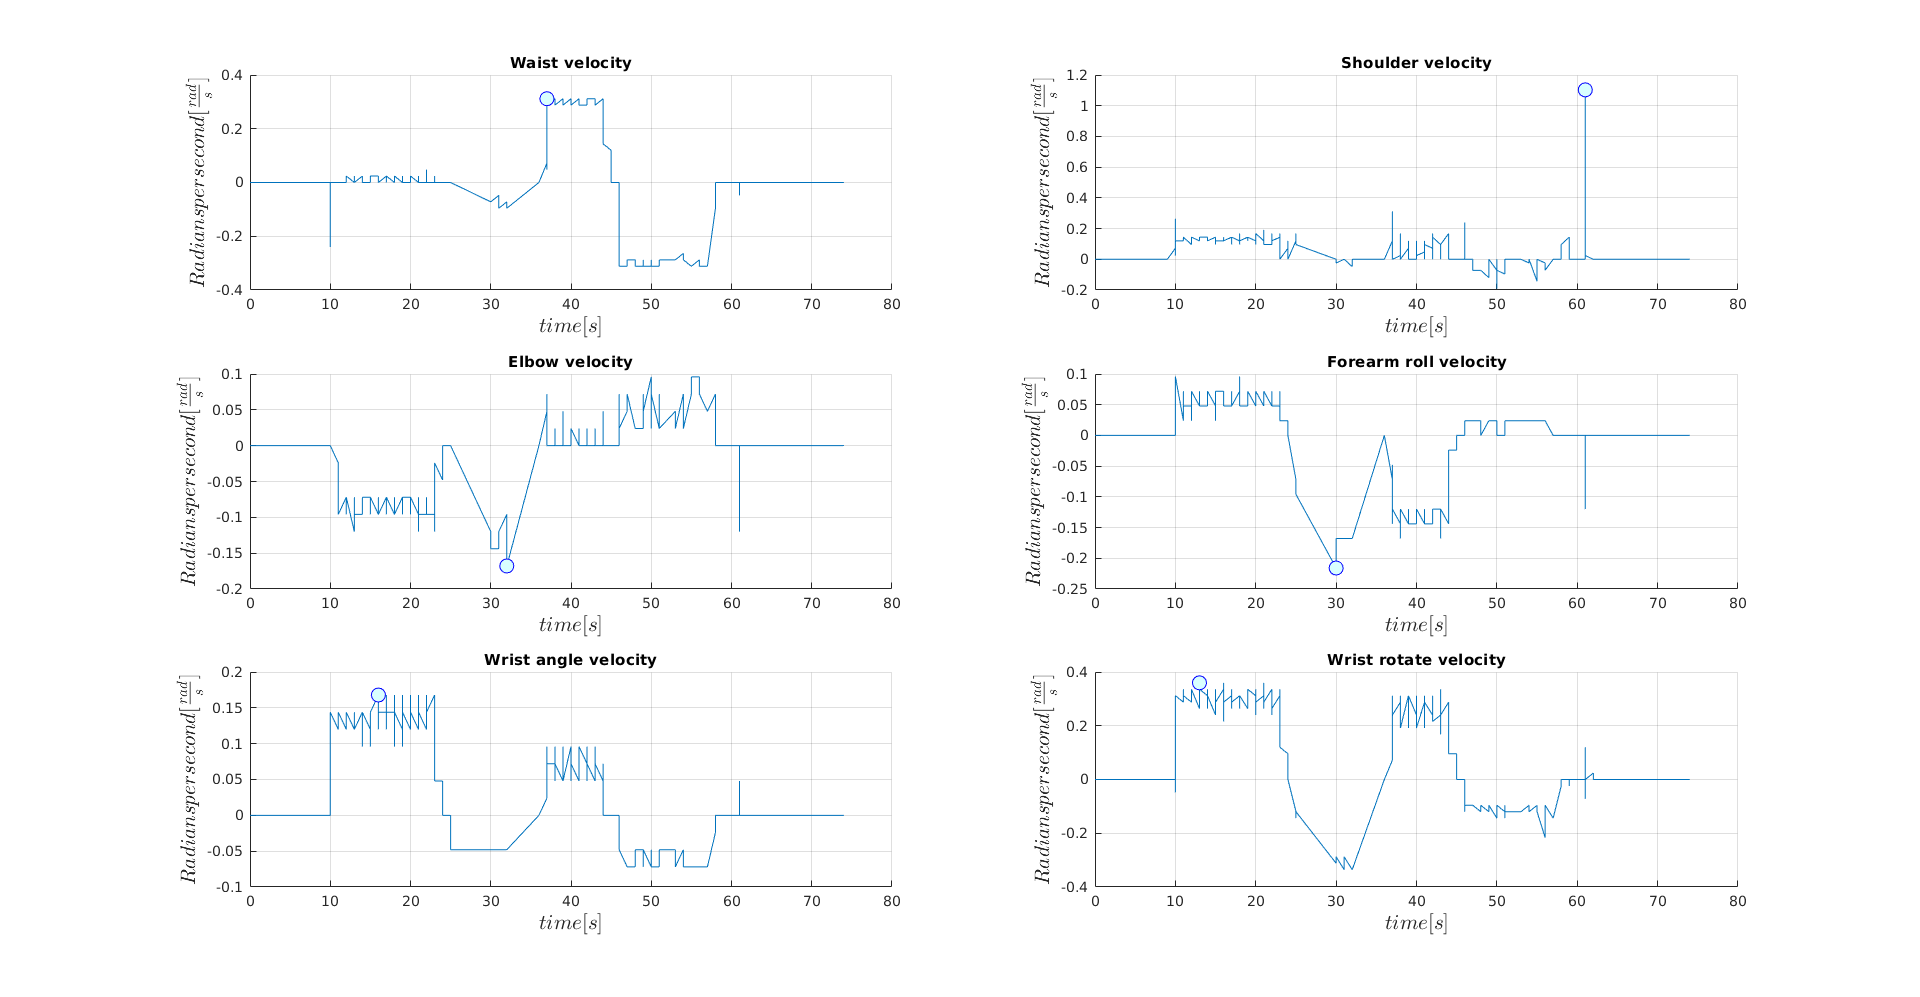 Waist velocity
Radianspersecond[rad/s]
0.4
0.2
0
-0.2
-0.4
0 10 20 30 40 50 60 70 80
time[s]
Shoulder velocity
Radianspersecond[rad/s]
1.2
1
0.8
0.6
0.4
0.2
0
-0.2
0 10 20 30 40 50 60 70 80
time[s]
Elbow velocity
Radianspersecond[rad/s]
0.1
0.05
0
-0.05
-0.1
-0.15
-0.2
0 10 20 30 40 50 60 70 80
time[s]
Forearm roll velocity
Radianspersecond[rad/s]
0.1
0.05
0
-0.05
-0.1
-0.15
-0.2
-0.25
0 10 20 30 40 50 60 70 80
time[s]
Wrist angle velocity
Radianspersecond[rad/s]
0.2
0.15
0.1
0.05
0
-0.05
-0.1
0 10 20 30 40 50 60 70 80
time[s]
Wrist rotate velocity
Radianspersecond[rad/s]
0.4
0.2
0
-0.2
-0.4
0 10 20 30 40 50 60 70 80
time[s]